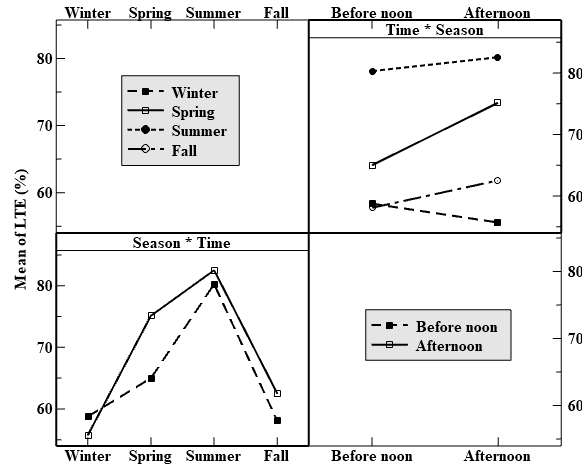 Winter Spring Summer Fall Before noon Afternoon
Time * Season
80
70
60
Winter
Spring
Summer
Fall
80
70
60
Mean of LTE (%)
Season * Time
80
70
60
Before noon
Afternoon
80
70
60
Winter Spring Summer Fall Before noon Afternoon